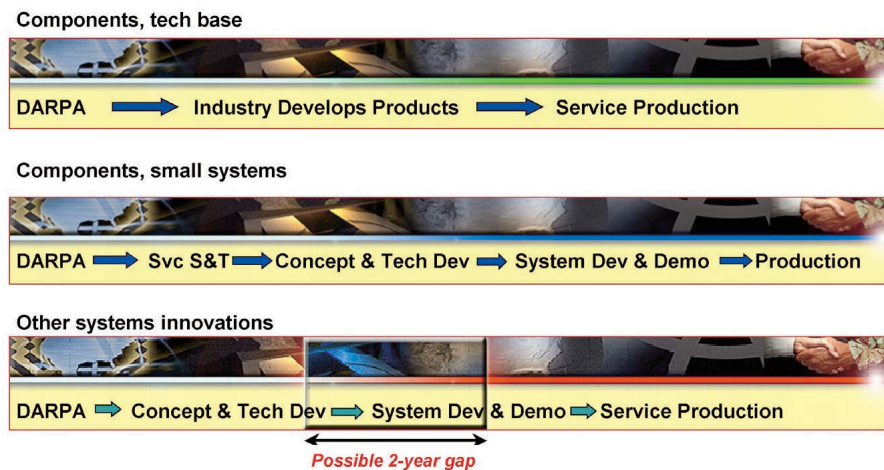 Components, tech base
DARPA Industry Develops Products Service Production
Components, small systems
DARPA Svc S&T Concept & Tech Dev System Dev & Demo Production
Other systems innovations
DARPA Concept & Tech Dev System Dev & Demo Service Production
Possible 2-year gap